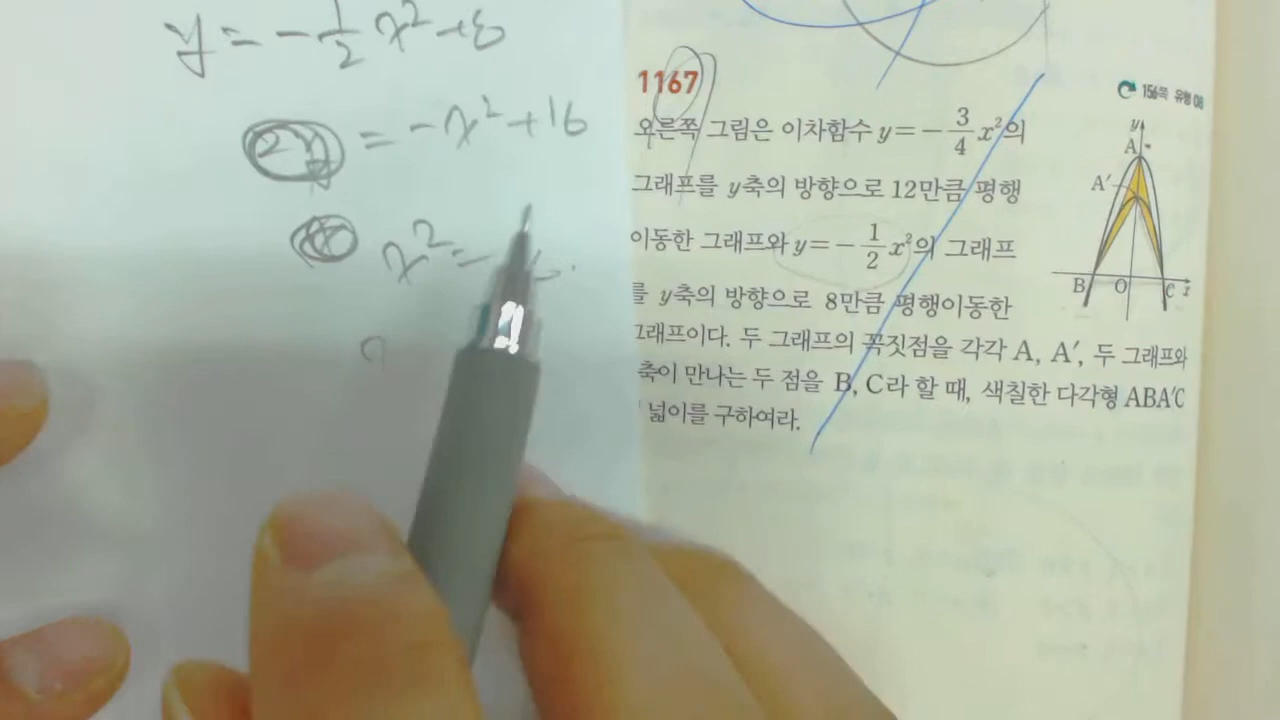 y = -1/2 x² + 8
2y = -x² + 16
x² =
1167
156쪽 유형 08
오른쪽 그림은 이차함수 y=-3/4 x²의
그래프를 y축의 방향으로 12만큼 평행
이동한 그래프와 y=-1/2 x²의 그래프
를 y축의 방향으로 8만큼 평행이동한
그래프이다. 두 그래프의 꼭짓점을 각각 A, A′, 두 그래프와
축이 만나는 두 점을 B, C라 할 때, 색칠한 다각형 ABA′C
넓이를 구하여라.
y
A
A′
B O C x